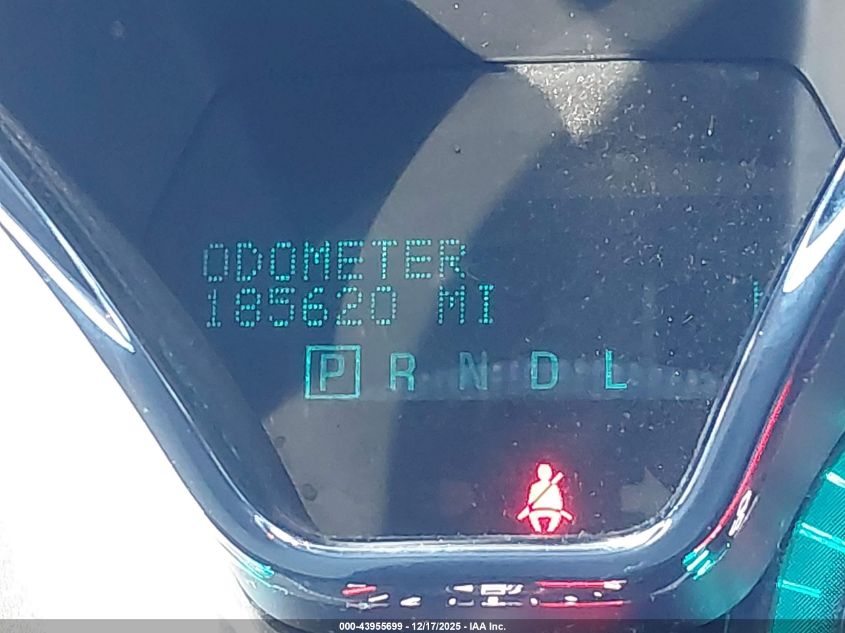 ODOMETER
185620 MI
P R N D L
000-43955699 - 12/17/2025 - IAA Inc.